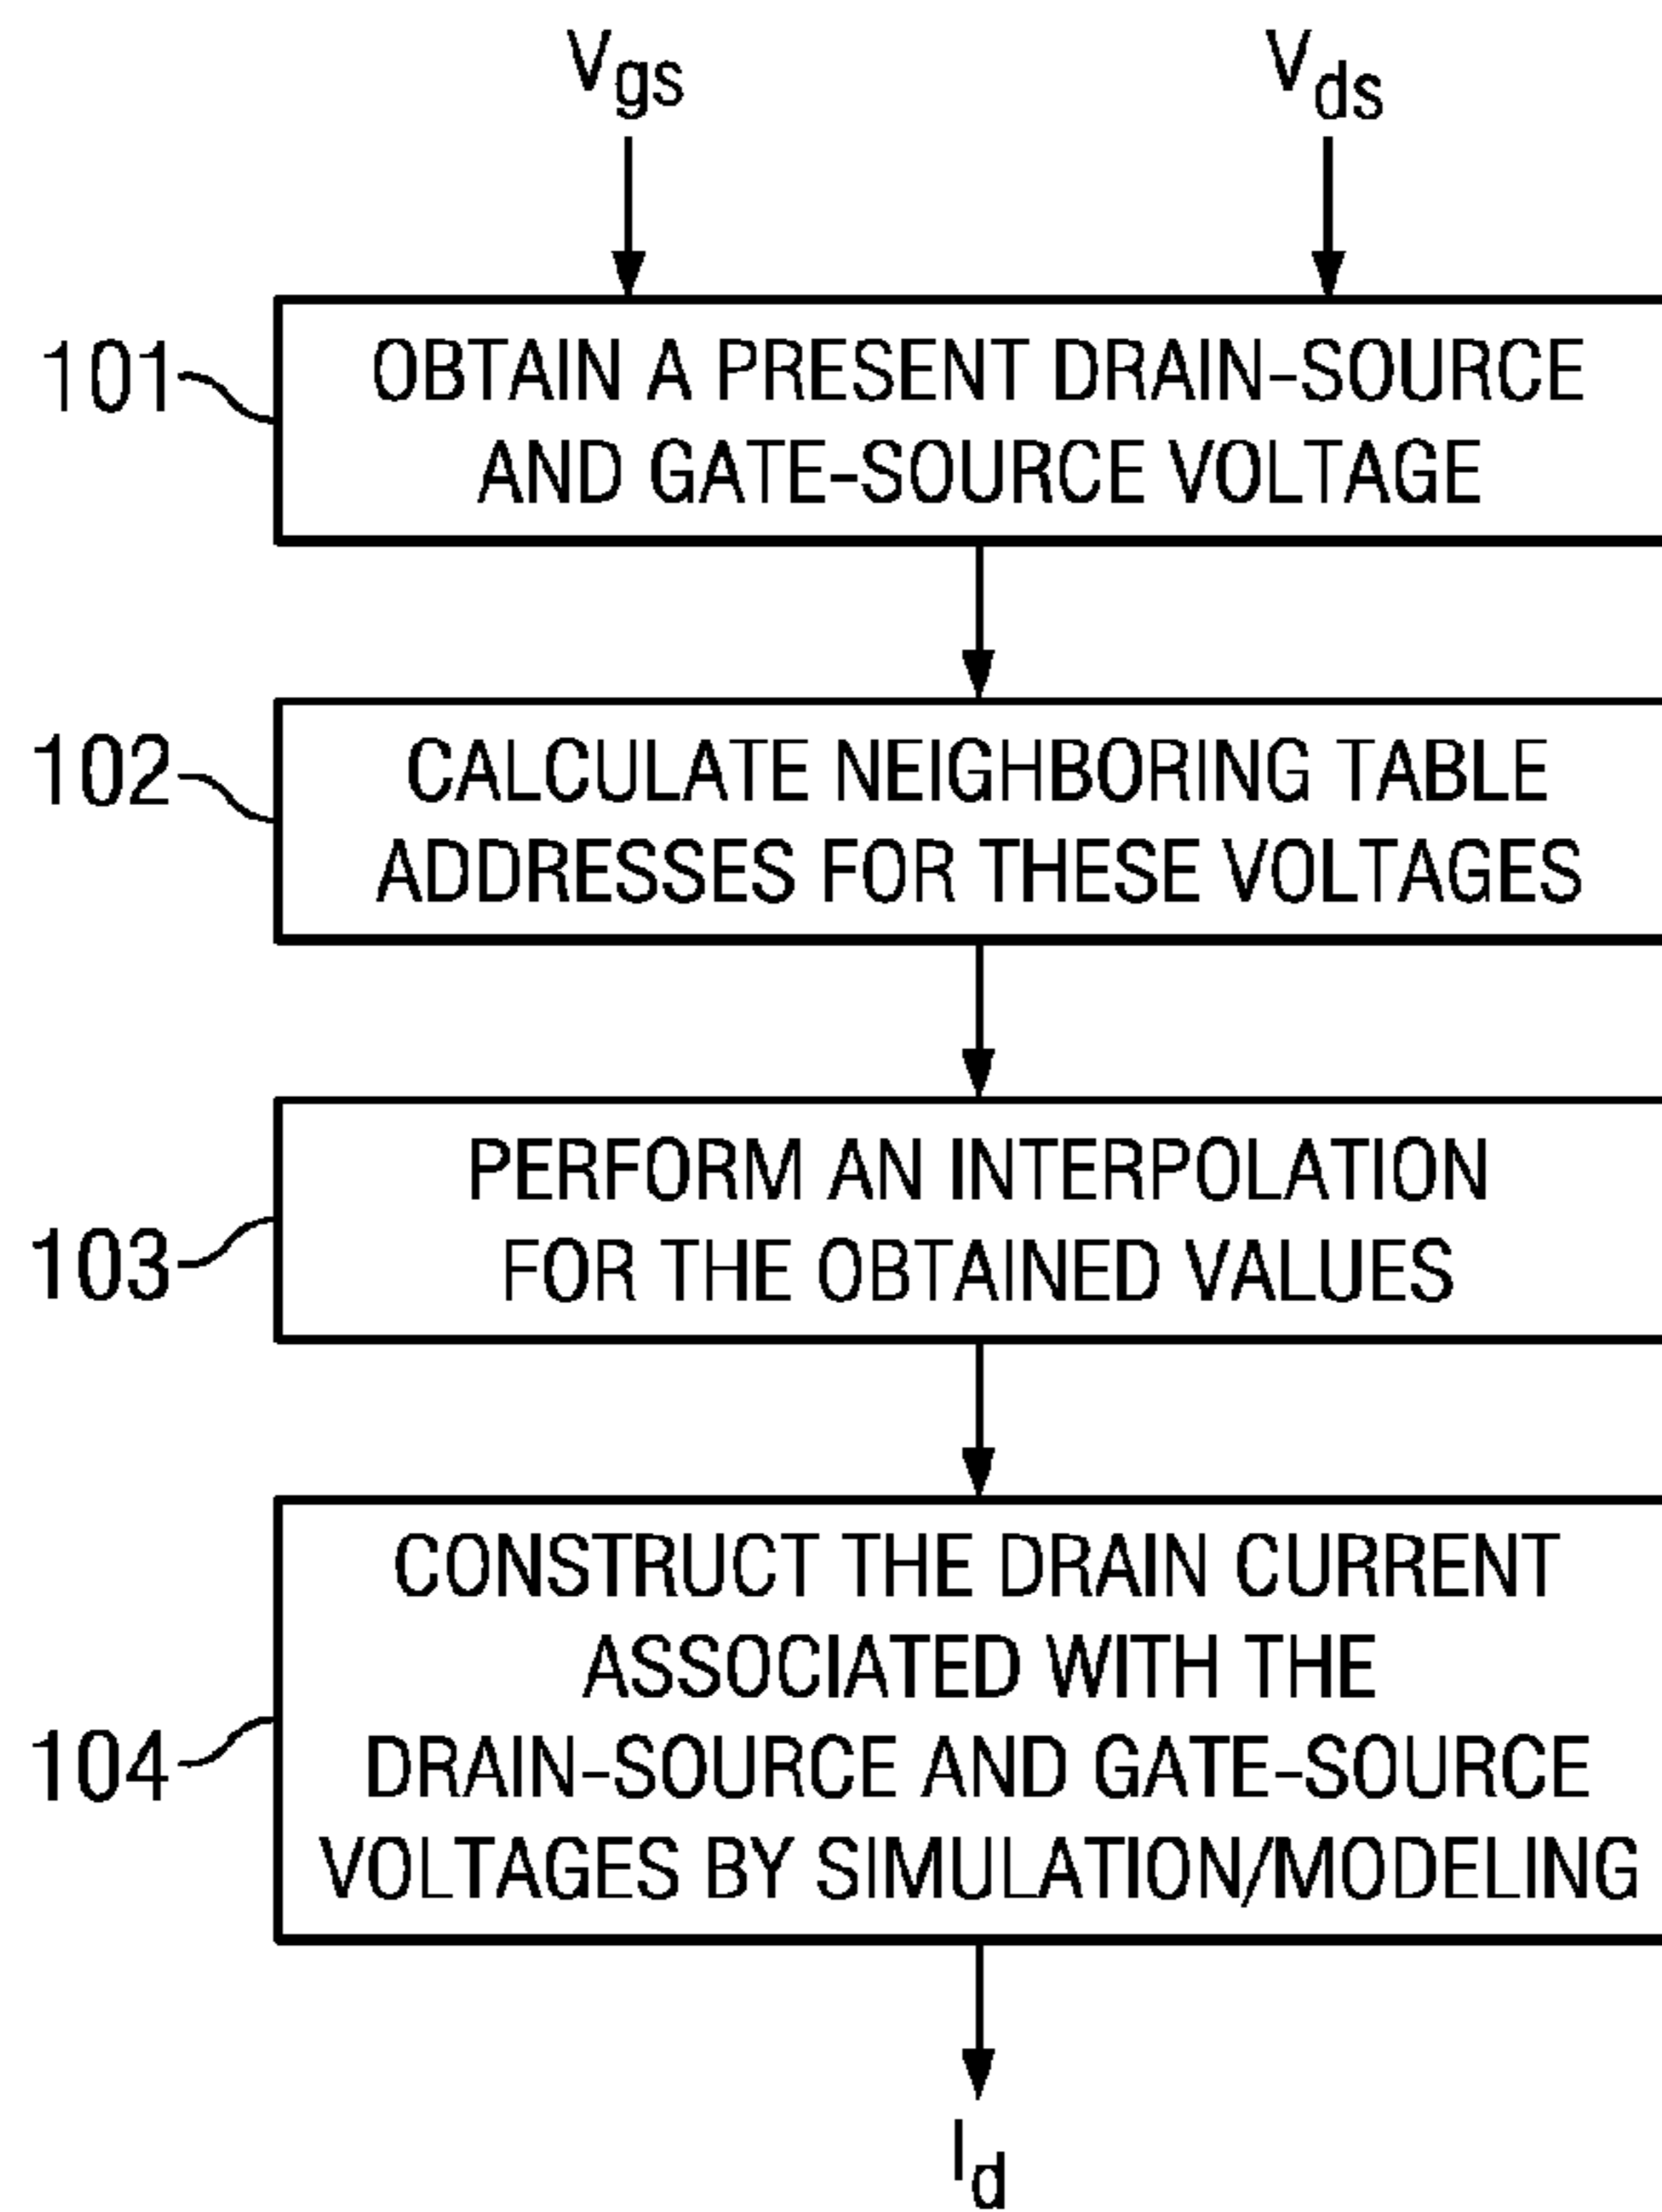 Vgs
Vds
101
OBTAIN A PRESENT DRAIN-SOURCE
AND GATE-SOURCE VOLTAGE
102
CALCULATE NEIGHBORING TABLE
ADDRESSES FOR THESE VOLTAGES
103
PERFORM AN INTERPOLATION
FOR THE OBTAINED VALUES
104
CONSTRUCT THE DRAIN CURRENT
ASSOCIATED WITH THE
DRAIN-SOURCE AND GATE-SOURCE
VOLTAGES BY SIMULATION/MODELING
Id